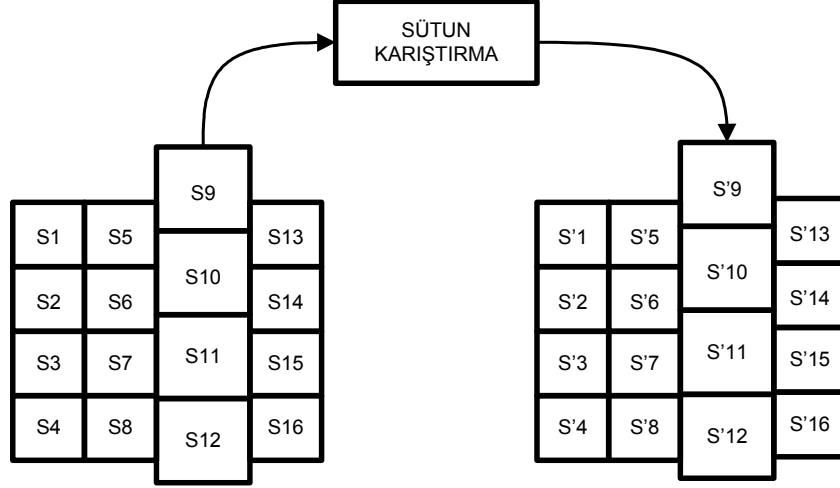 SÜTUN
KARIŞTIRMA
S9
S'9
S1 S5 S13
S'1 S'5 S'13
S10
S'10
S2 S6 S14
S'2 S'6 S'14
S11
S'11
S3 S7 S15
S'3 S'7 S'15
S12
S'12
S4 S8 S16
S'4 S'8 S'16